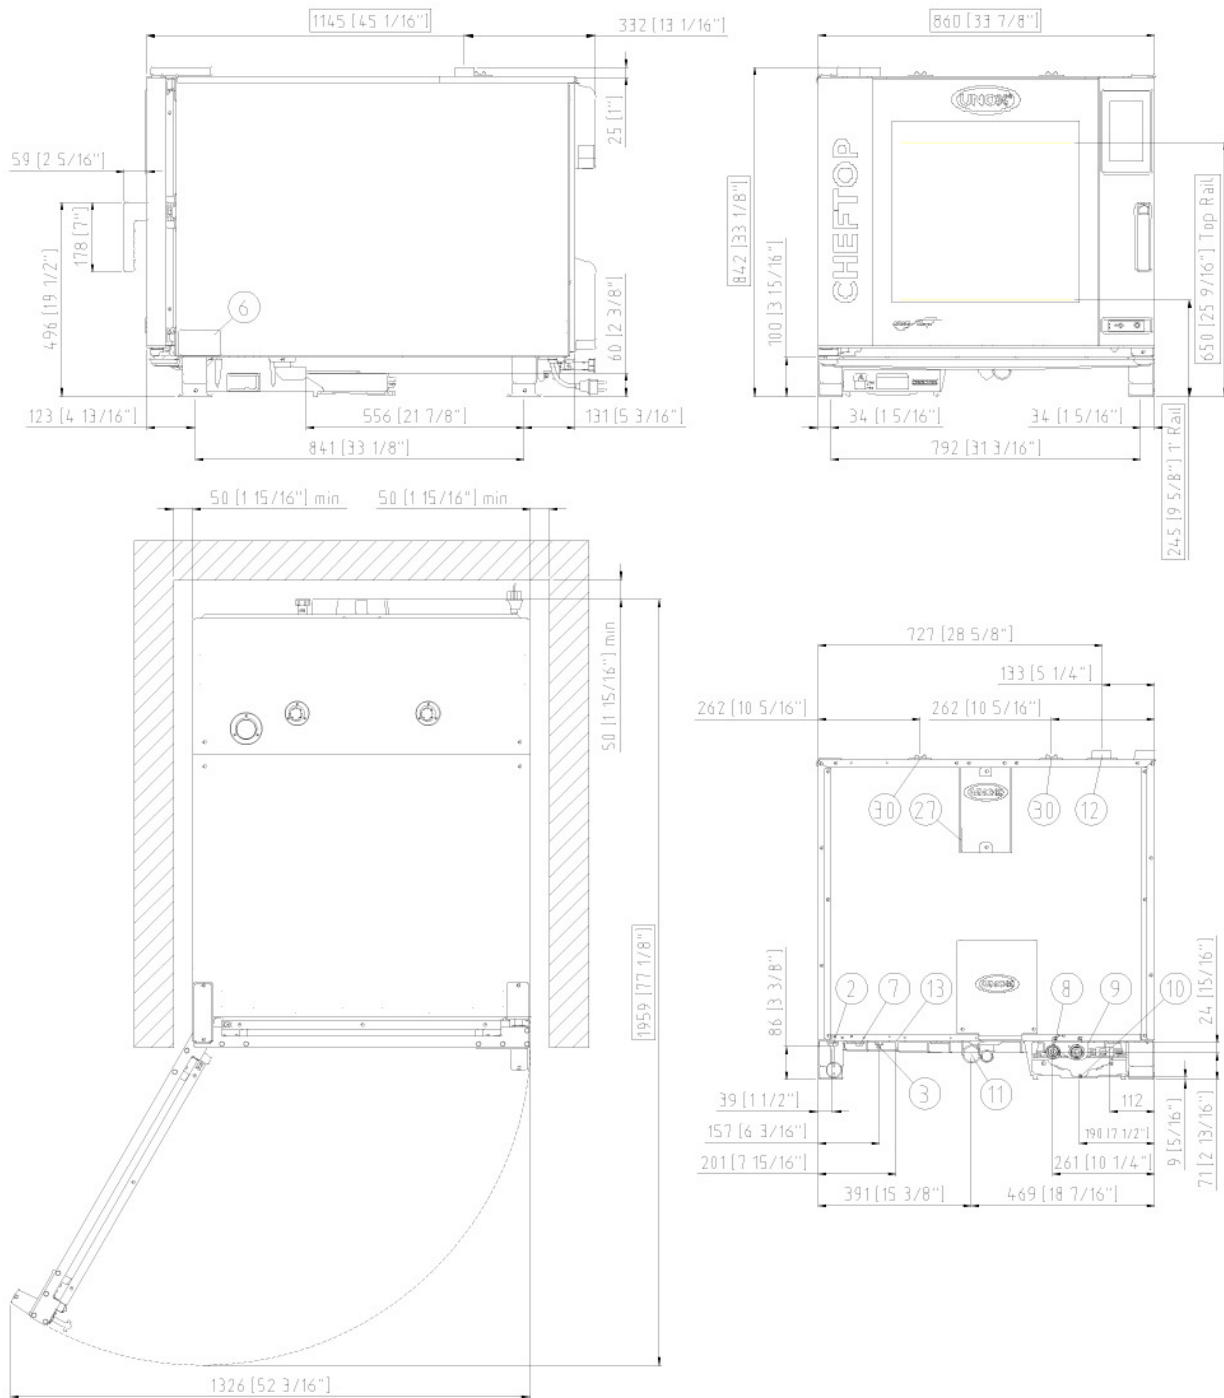 1145 [45 1/16"]
332 [13 1/16"]
25 [1"]
59 [2 5/16"]
178 [7"]
496 [19 1/2"]
6
60 [2 3/8"]
123 [4 13/16"]
556 [21 7/8"]
131 [5 3/16"]
841 [33 1/8"]
860 [33 7/8"]
UNOX
CHEFTOP
842 [33 1/8"]
100 [3 15/16"]
650 [25 9/16"] Top Rail
34 [1 5/16"]
34 [1 5/16"]
792 [31 3/16"]
245 [9 5/8"] 1' Rail
50 [1 15/16"] min
50 [1 15/16"] min
50 [1 15/16"] min
1959 [77 1/8"]
1326 [52 3/16"]
727 [28 5/8"]
133 [5 1/4"]
262 [10 5/16"]
262 [10 5/16"]
30
27
UNOX
30
12
86 [3 3/8"]
2
7
13
UNOX
8
9
10
24 [15/16"]
3
11
39 [1 1/2"]
112
157 [6 3/16"]
190 [7 1/2"]
9 [5/16"]
71 [2 13/16"]
201 [7 15/16"]
261 [10 1/4"]
391 [15 3/8"]
469 [18 7/16"]